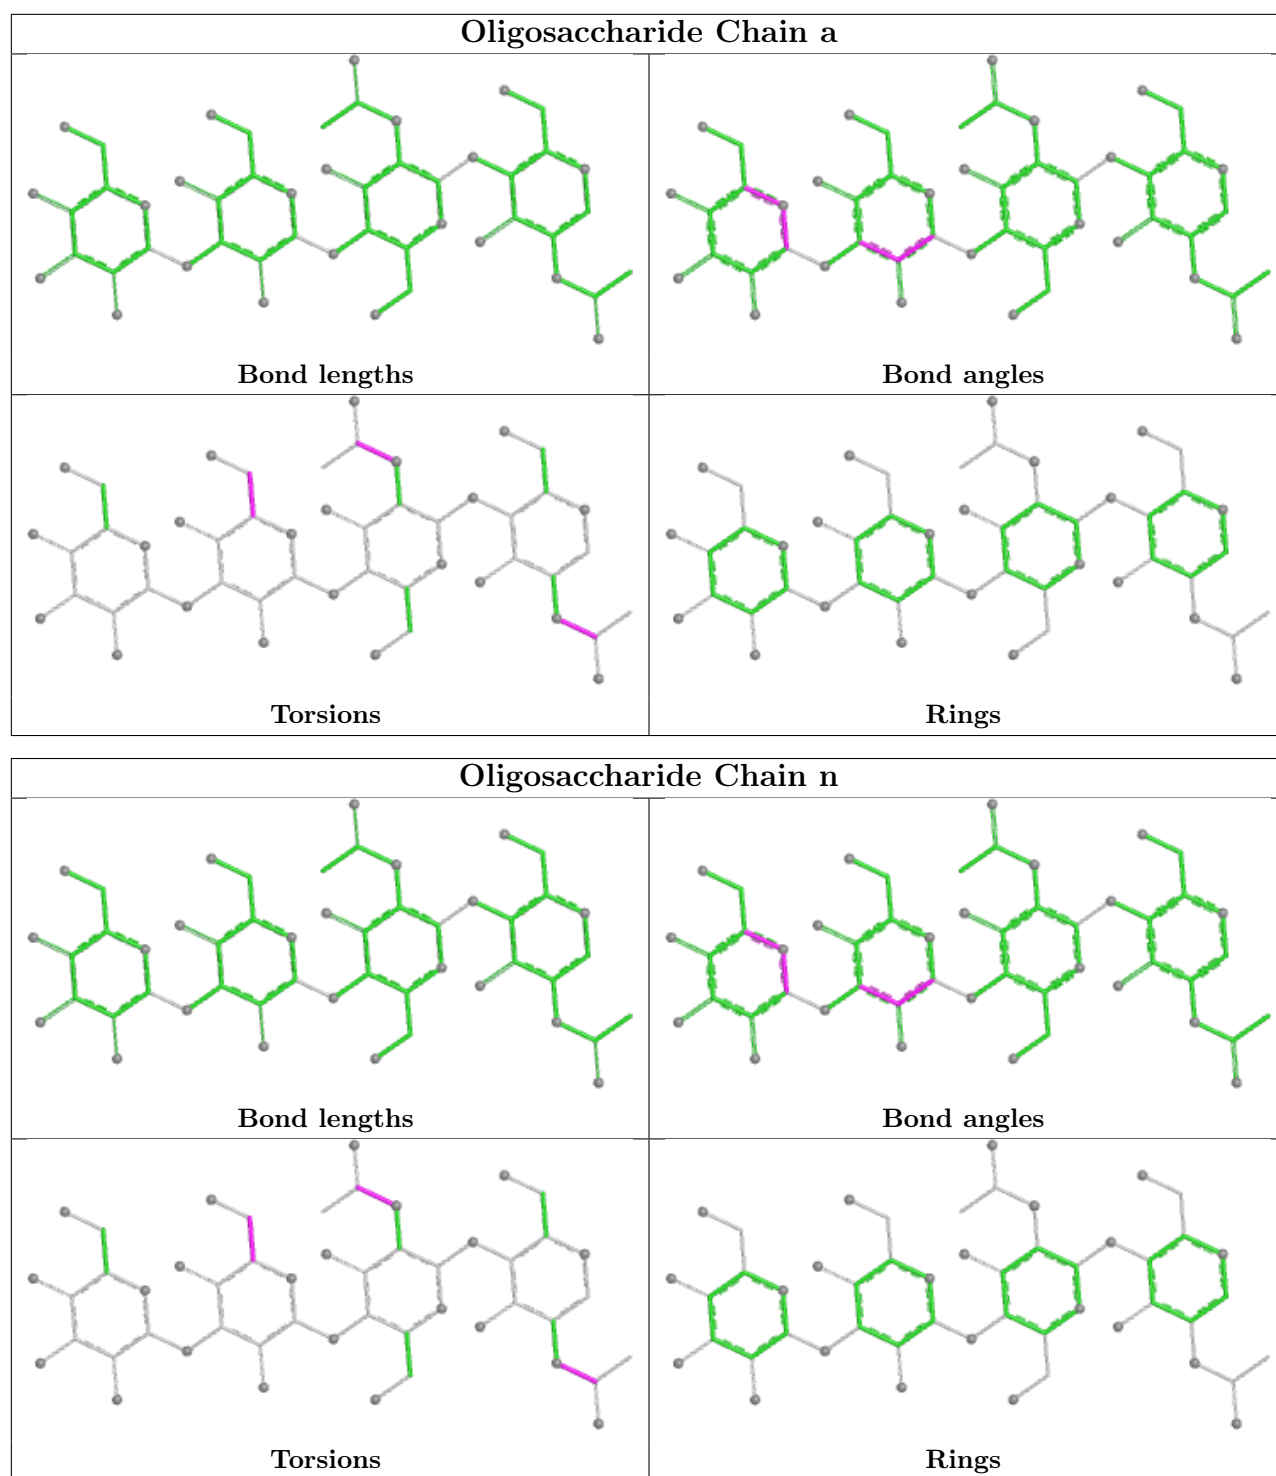 Oligosaccharide Chain a
Bond lengths
Bond angles
Torsions
Rings
Oligosaccharide Chain n
Bond lengths
Bond angles
Torsions
Rings